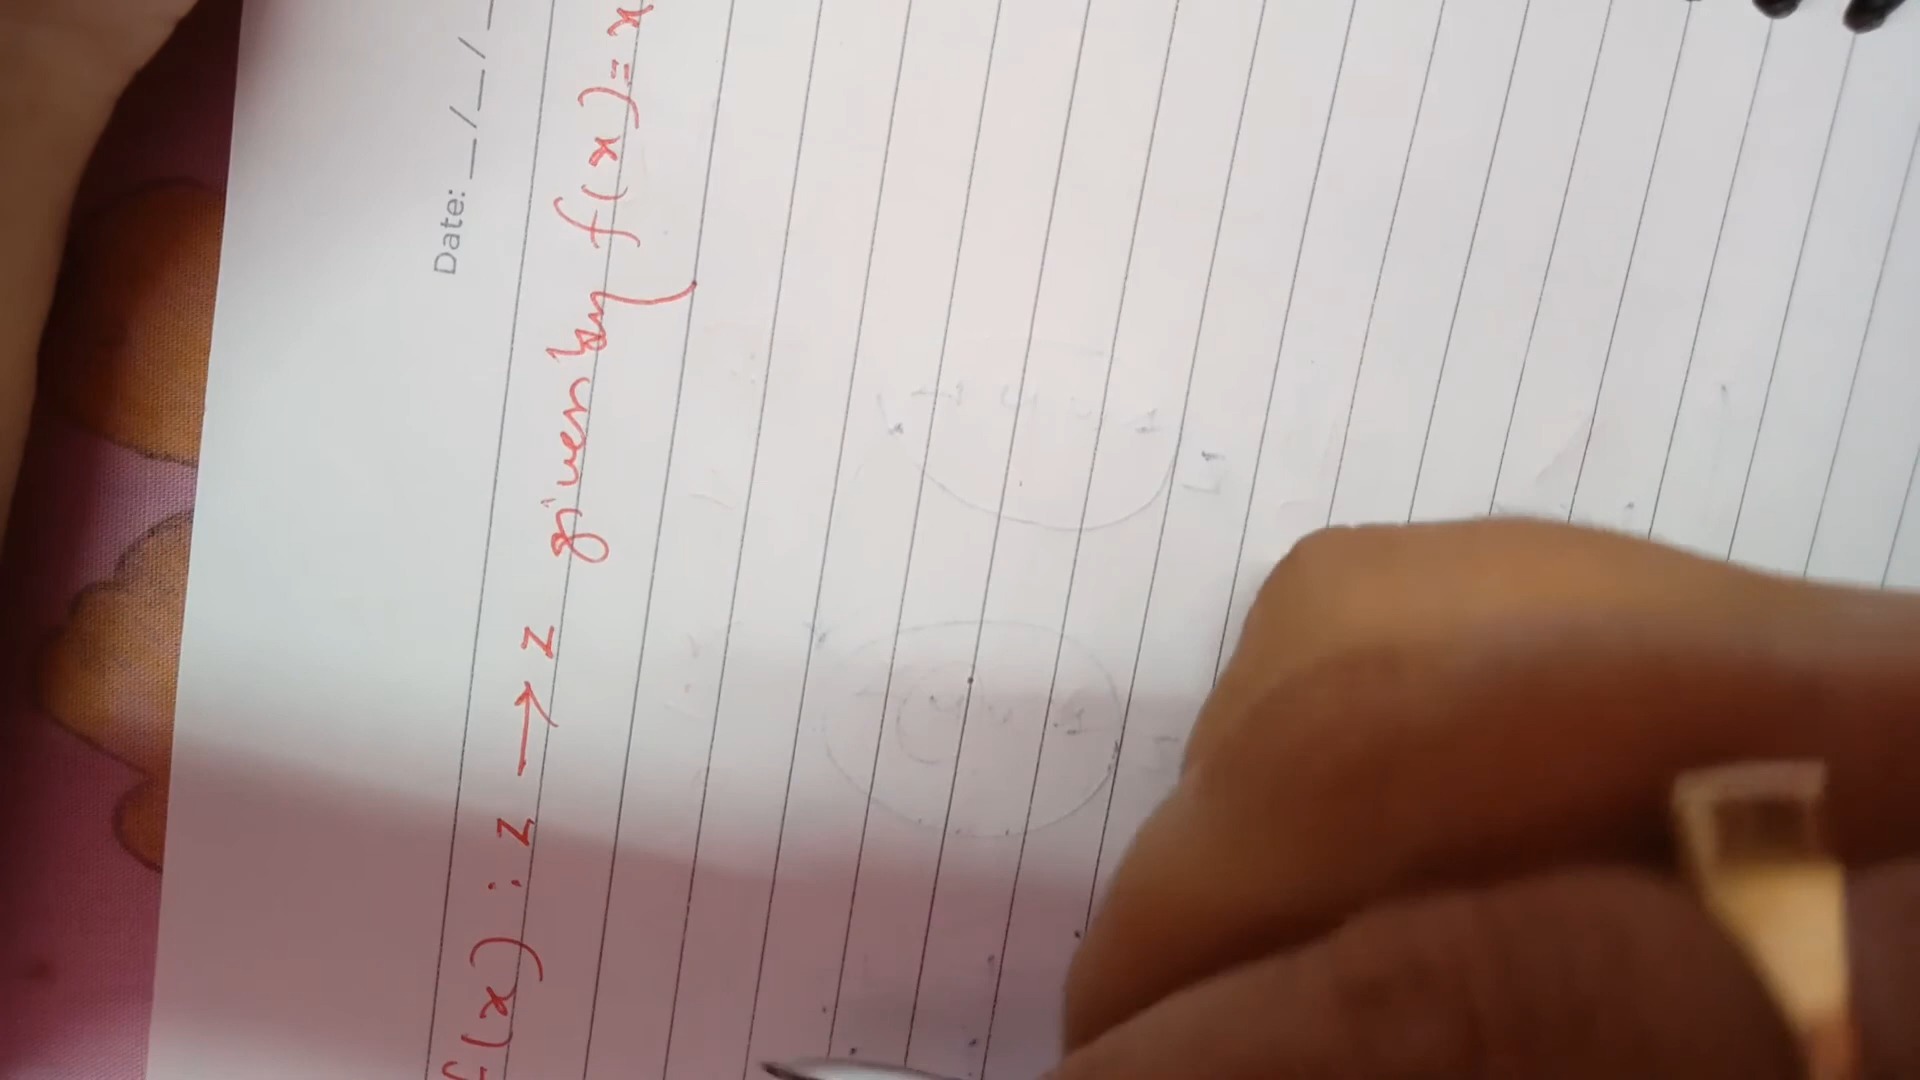 Date: __/__/__
f(x) : z → z given by f(x) = x